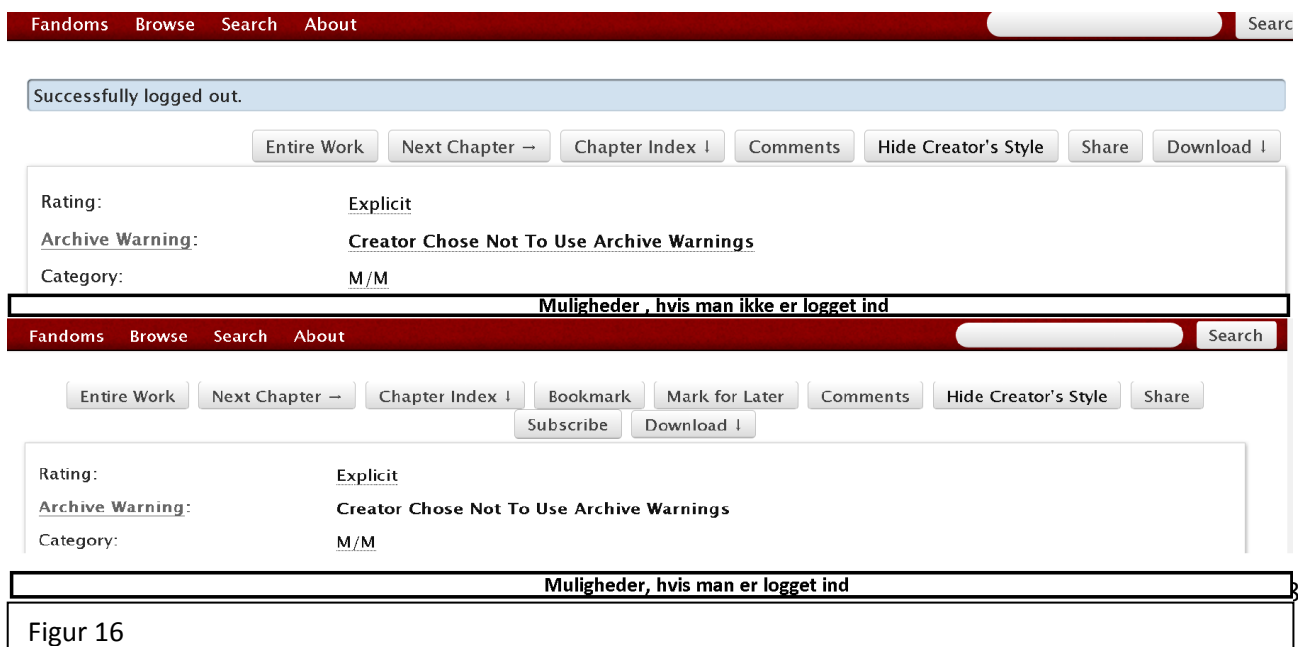 Fandoms Browse Search About Searc
Successfully logged out.
Entire Work Next Chapter → Chapter Index ↓ Comments Hide Creator's Style Share Download ↓
Rating: Explicit
Archive Warning: Creator Chose Not To Use Archive Warnings
Category: M/M
Muligheder , hvis man ikke er logget ind
Fandoms Browse Search About Search
Entire Work Next Chapter → Chapter Index ↓ Bookmark Mark for Later Comments Hide Creator's Style Share
Subscribe Download ↓
Rating: Explicit
Archive Warning: Creator Chose Not To Use Archive Warnings
Category: M/M
Muligheder, hvis man er logget ind
Figur 16